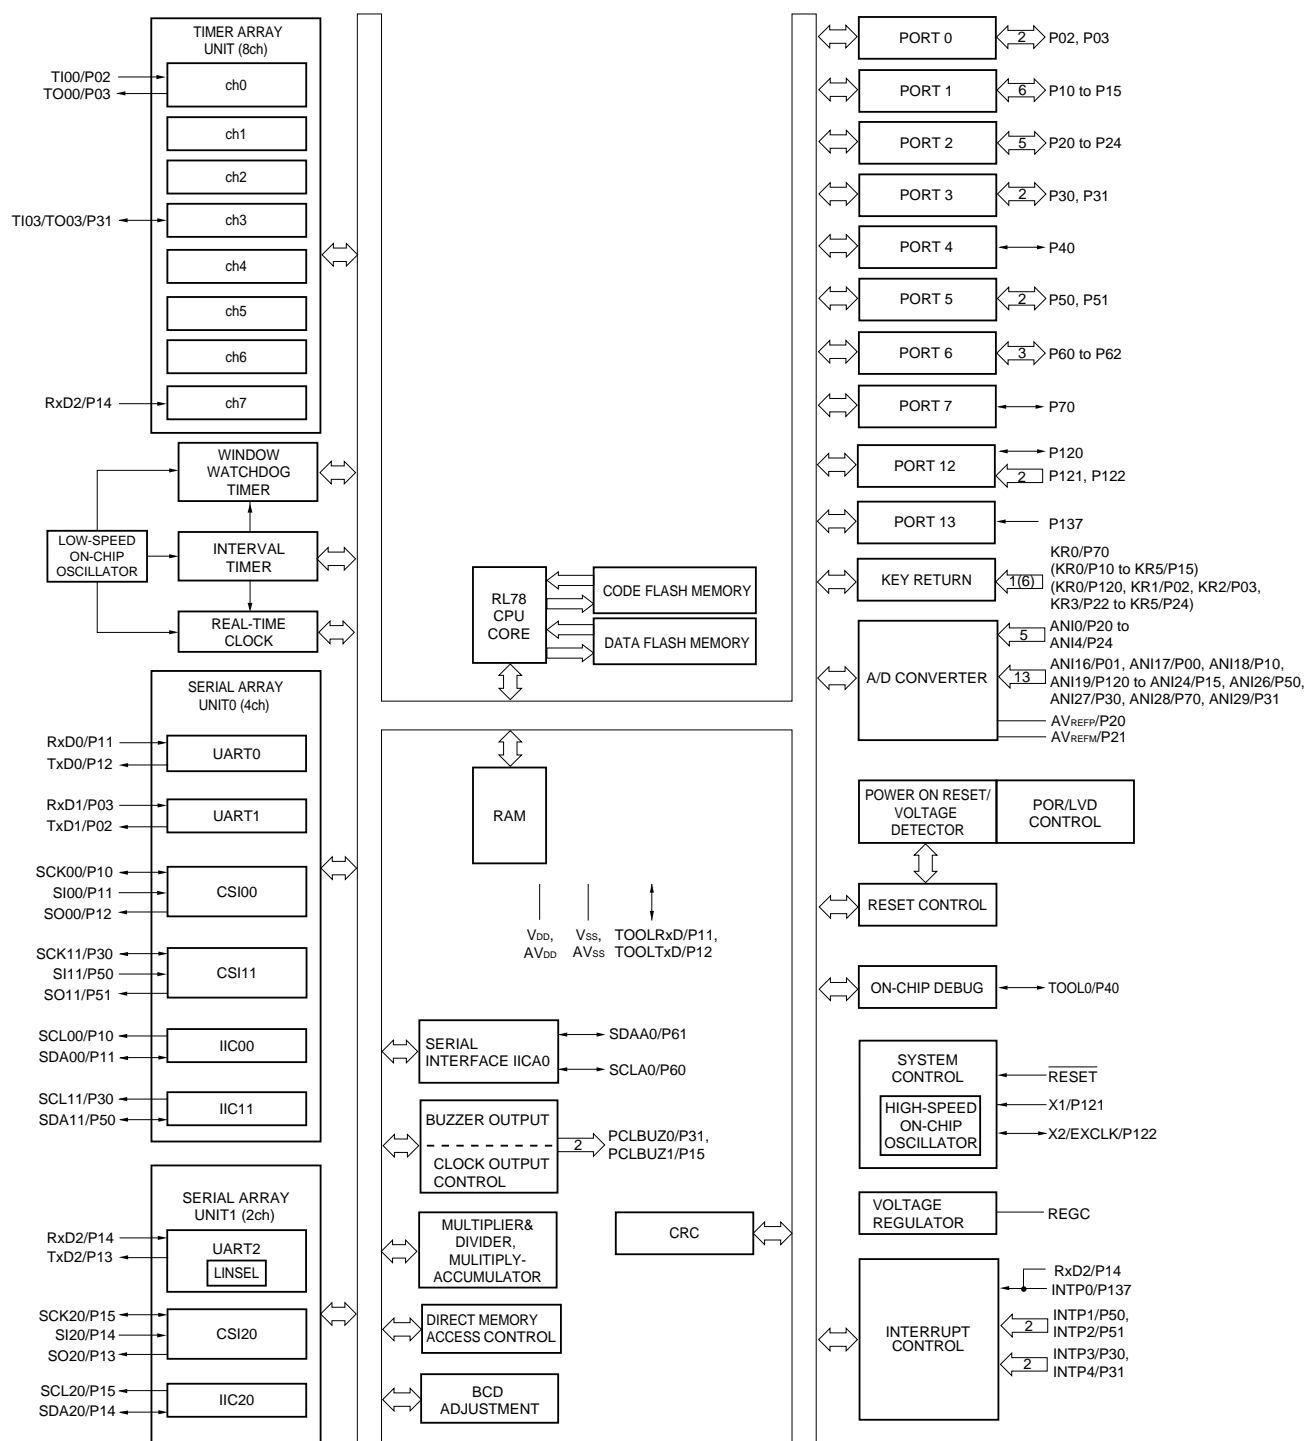 TIMER ARRAY
UNIT (8ch)
TI00/P02
TO00/P03
ch0
ch1
ch2
TI03/TO03/P31
ch3
ch4
ch5
ch6
RxD2/P14
ch7
WINDOW
WATCHDOG
TIMER
LOW-SPEED
ON-CHIP
OSCILLATOR
INTERVAL
TIMER
REAL-TIME
CLOCK
SERIAL ARRAY
UNIT0 (4ch)
RxD0/P11
TxD0/P12
UART0
RxD1/P03
TxD1/P02
UART1
SCK00/P10
SI00/P11
SO00/P12
CSI00
SCK11/P30
SI11/P50
SO11/P51
CSI11
SCL00/P10
SDA00/P11
IIC00
SCL11/P30
SDA11/P50
IIC11
SERIAL ARRAY
UNIT1 (2ch)
RxD2/P14
TxD2/P13
UART2
LINSEL
SCK20/P15
SI20/P14
SO20/P13
CSI20
SCL20/P15
SDA20/P14
IIC20
RL78
CPU
CORE
CODE FLASH MEMORY
DATA FLASH MEMORY
RAM
VDD,
AVDD
VSS,
AVSS
TOOLRxD/P11,
TOOLTxD/P12
SERIAL
INTERFACE IICA0
SDAA0/P61
SCLA0/P60
BUZZER OUTPUT
CLOCK OUTPUT
CONTROL
2
PCLBUZ0/P31,
PCLBUZ1/P15
MULTIPLIER&
DIVIDER,
MULITIPLY-
ACCUMULATOR
CRC
DIRECT MEMORY
ACCESS CONTROL
BCD
ADJUSTMENT
PORT 0
2
P02, P03
PORT 1
6
P10 to P15
PORT 2
5
P20 to P24
PORT 3
2
P30, P31
PORT 4
P40
PORT 5
2
P50, P51
PORT 6
3
P60 to P62
PORT 7
P70
PORT 12
P120
2
P121, P122
PORT 13
P137
KEY RETURN
1(6)
KR0/P70
(KR0/P10 to KR5/P15)
(KR0/P120, KR1/P02, KR2/P03,
KR3/P22 to KR5/P24)
A/D CONVERTER
5
ANI0/P20 to
ANI4/P24
13
ANI16/P01, ANI17/P00, ANI18/P10,
ANI19/P120 to ANI24/P15, ANI26/P50,
ANI27/P30, ANI28/P70, ANI29/P31
AVREFP/P20
AVREFM/P21
POWER ON RESET/
VOLTAGE
DETECTOR
POR/LVD
CONTROL
RESET CONTROL
ON-CHIP DEBUG
TOOL0/P40
SYSTEM
CONTROL
HIGH-SPEED
ON-CHIP
OSCILLATOR
RESET
X1/P121
X2/EXCLK/P122
VOLTAGE
REGULATOR
REGC
INTERRUPT
CONTROL
RxD2/P14
INTP0/P137
2
INTP1/P50,
INTP2/P51
2
INTP3/P30,
INTP4/P31